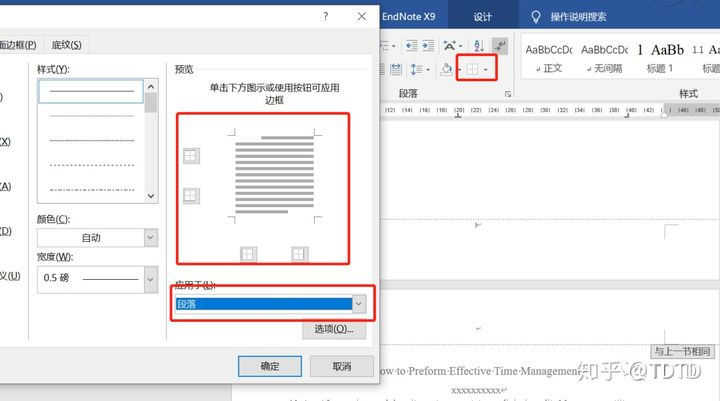 EndNote X9
设计
操作说明搜索
面边框(P)
底纹(S)
样式(Y):
预览
单击下方图示或使用按钮可应用
边框
颜色(C):
自动
宽度(W):
0.5 磅
应用于(L):
段落
选项(O)...
确定
取消
(X)
(A)
(D)
义(U)
AaBbCcDc
AaBbCcDc
1 AaBb
1.1 AaB
正文
无间隔
标题 1
标题
段落
样式
与上一节相同
ow to Preform Effective Time Managemen
xxxxxxxxxx
知乎 @TDTD